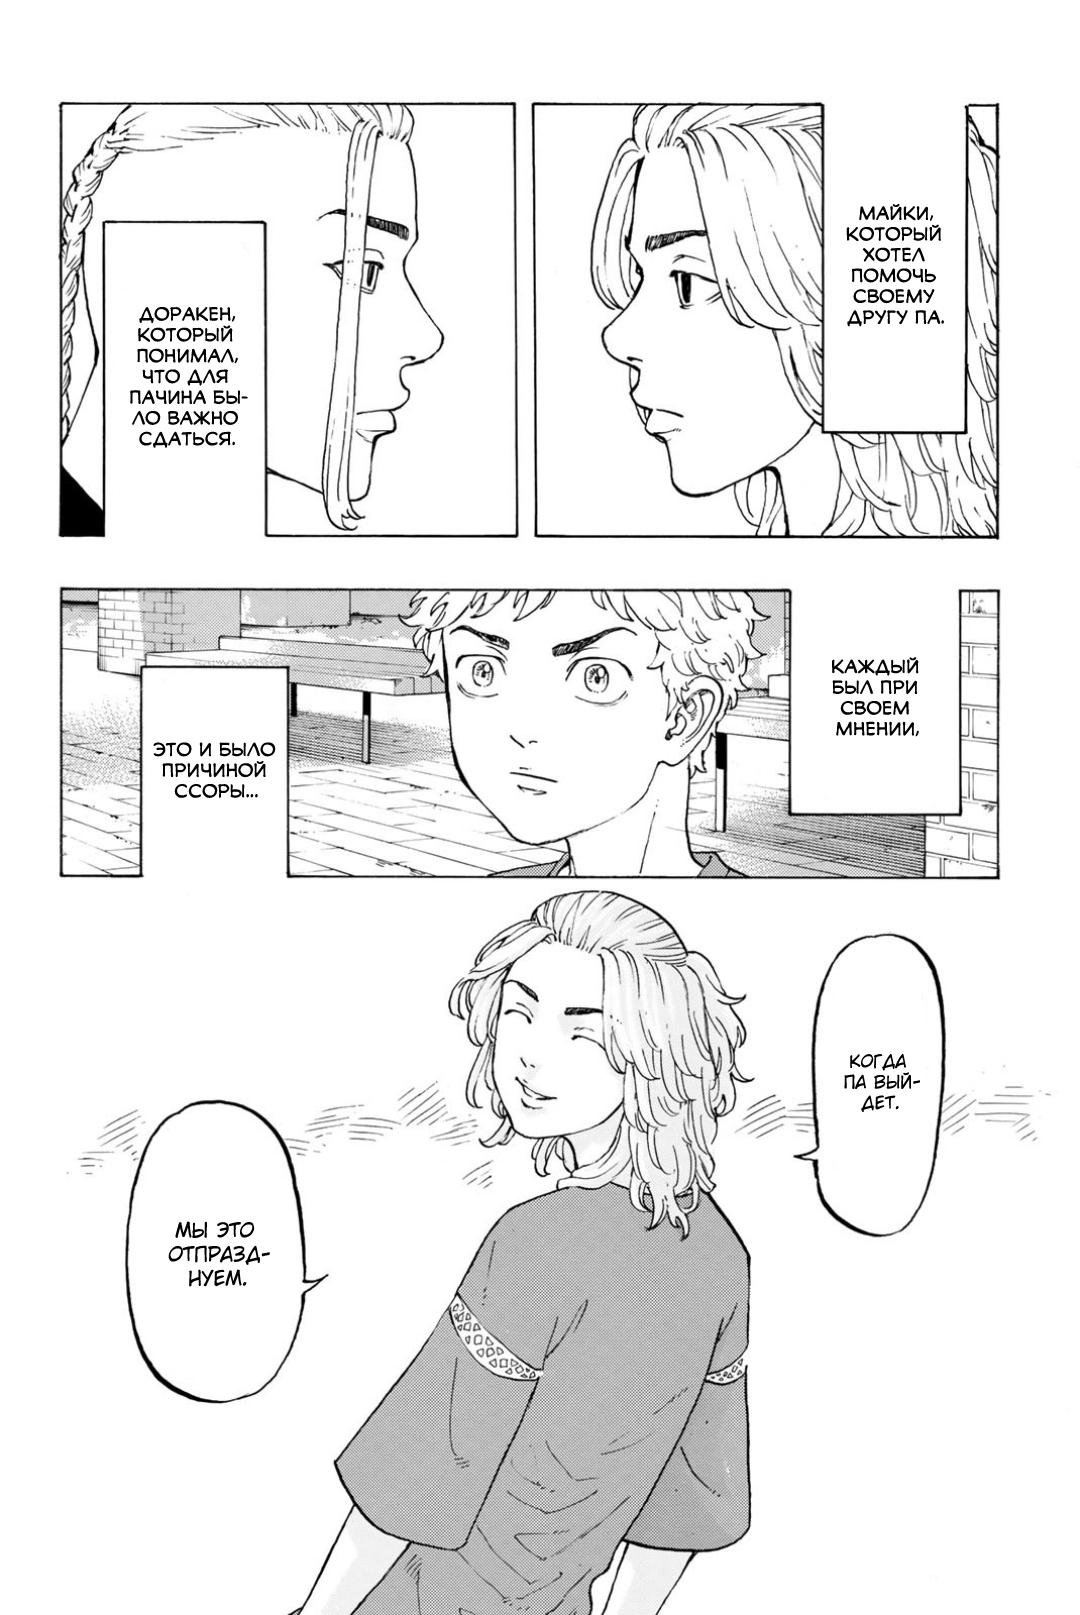 МАЙКИ,
КОТОРЫЙ
ХОТЕЛ
ПОМОЧЬ
СВОЕМУ
ДРУГУ ПА.
ДОРАКЕН,
КОТОРЫЙ
ПОНИМАЛ,
ЧТО ДЛЯ
ПАЧИНА БЫ-
ЛО ВАЖНО
СДАТЬСЯ.
КАЖДЫЙ
БЫЛ ПРИ
СВОЕМ
МНЕНИИ,
ЭТО И БЫЛО
ПРИЧИНОЙ
ССОРЫ...
КОГДА
ПА ВЫЙ-
ДЕТ.
МЫ ЭТО
ОТПРАЗД-
НУЕМ.